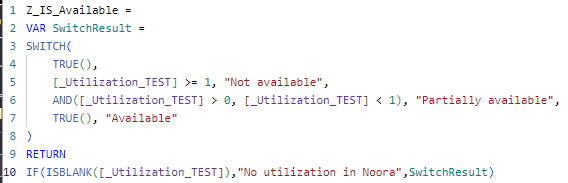 1 Z_IS_Available =
2 VAR SwitchResult =
3 SWITCH(
4 TRUE(),
5 [_Utilization_TEST] >= 1, "Not available",
6 AND([_Utilization_TEST] > 0, [_Utilization_TEST] < 1), "Partially available",
7 TRUE(), "Available"
8 )
9 RETURN
10 IF(ISBLANK([_Utilization_TEST]),"No utilization in Noora",SwitchResult)